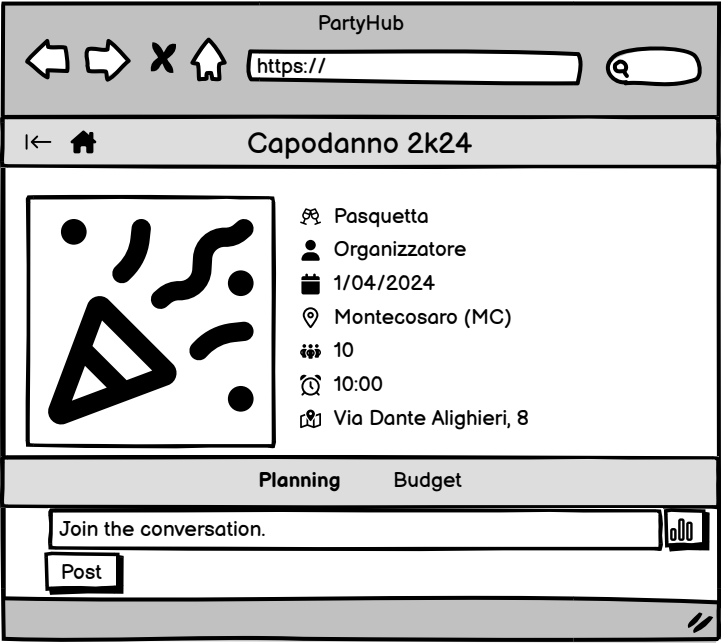 PartyHub
https://
Capodanno 2k24
Pasquetta
Organizzatore
1/04/2024
Montecosaro (MC)
10
10:00
Via Dante Alighieri, 8
Planning Budget
Join the conversation.
Post